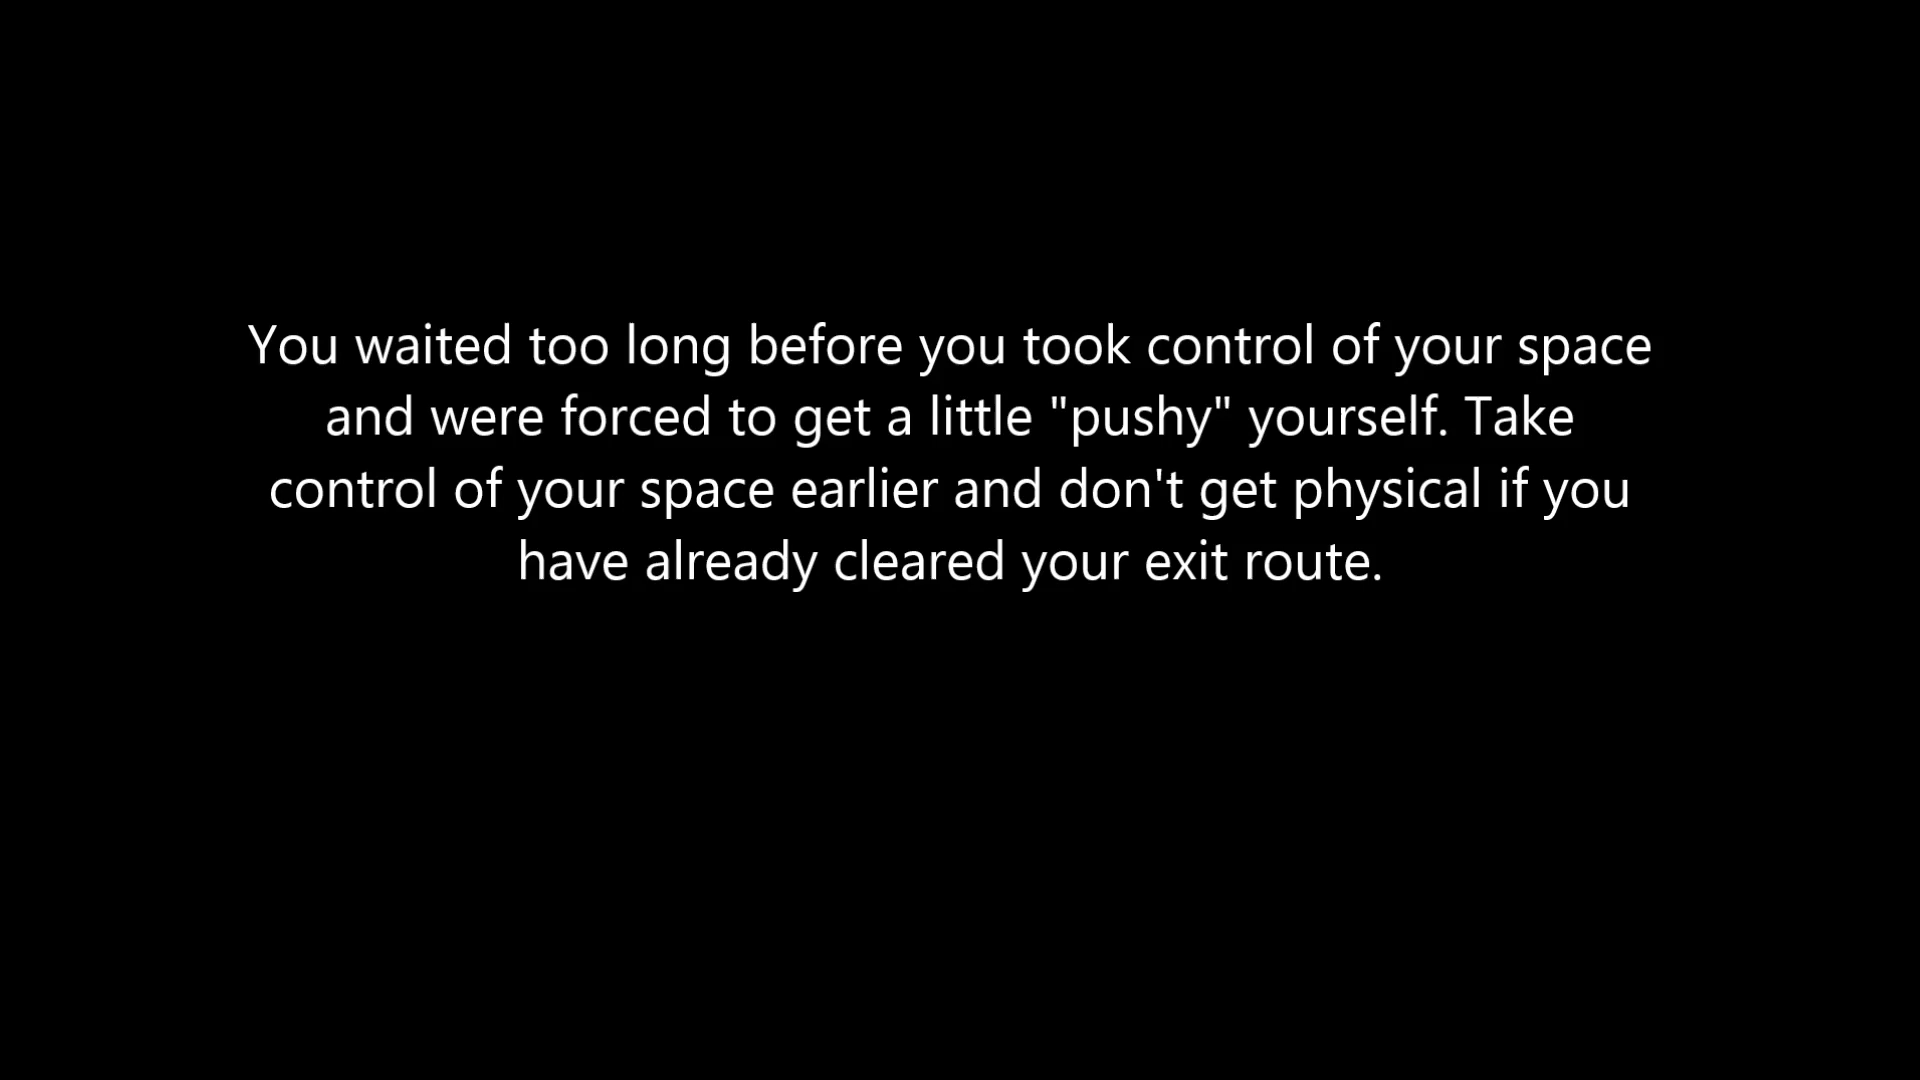 You waited too long before you took control of your space
and were forced to get a little "pushy" yourself. Take
control of your space earlier and don't get physical if you
have already cleared your exit route.